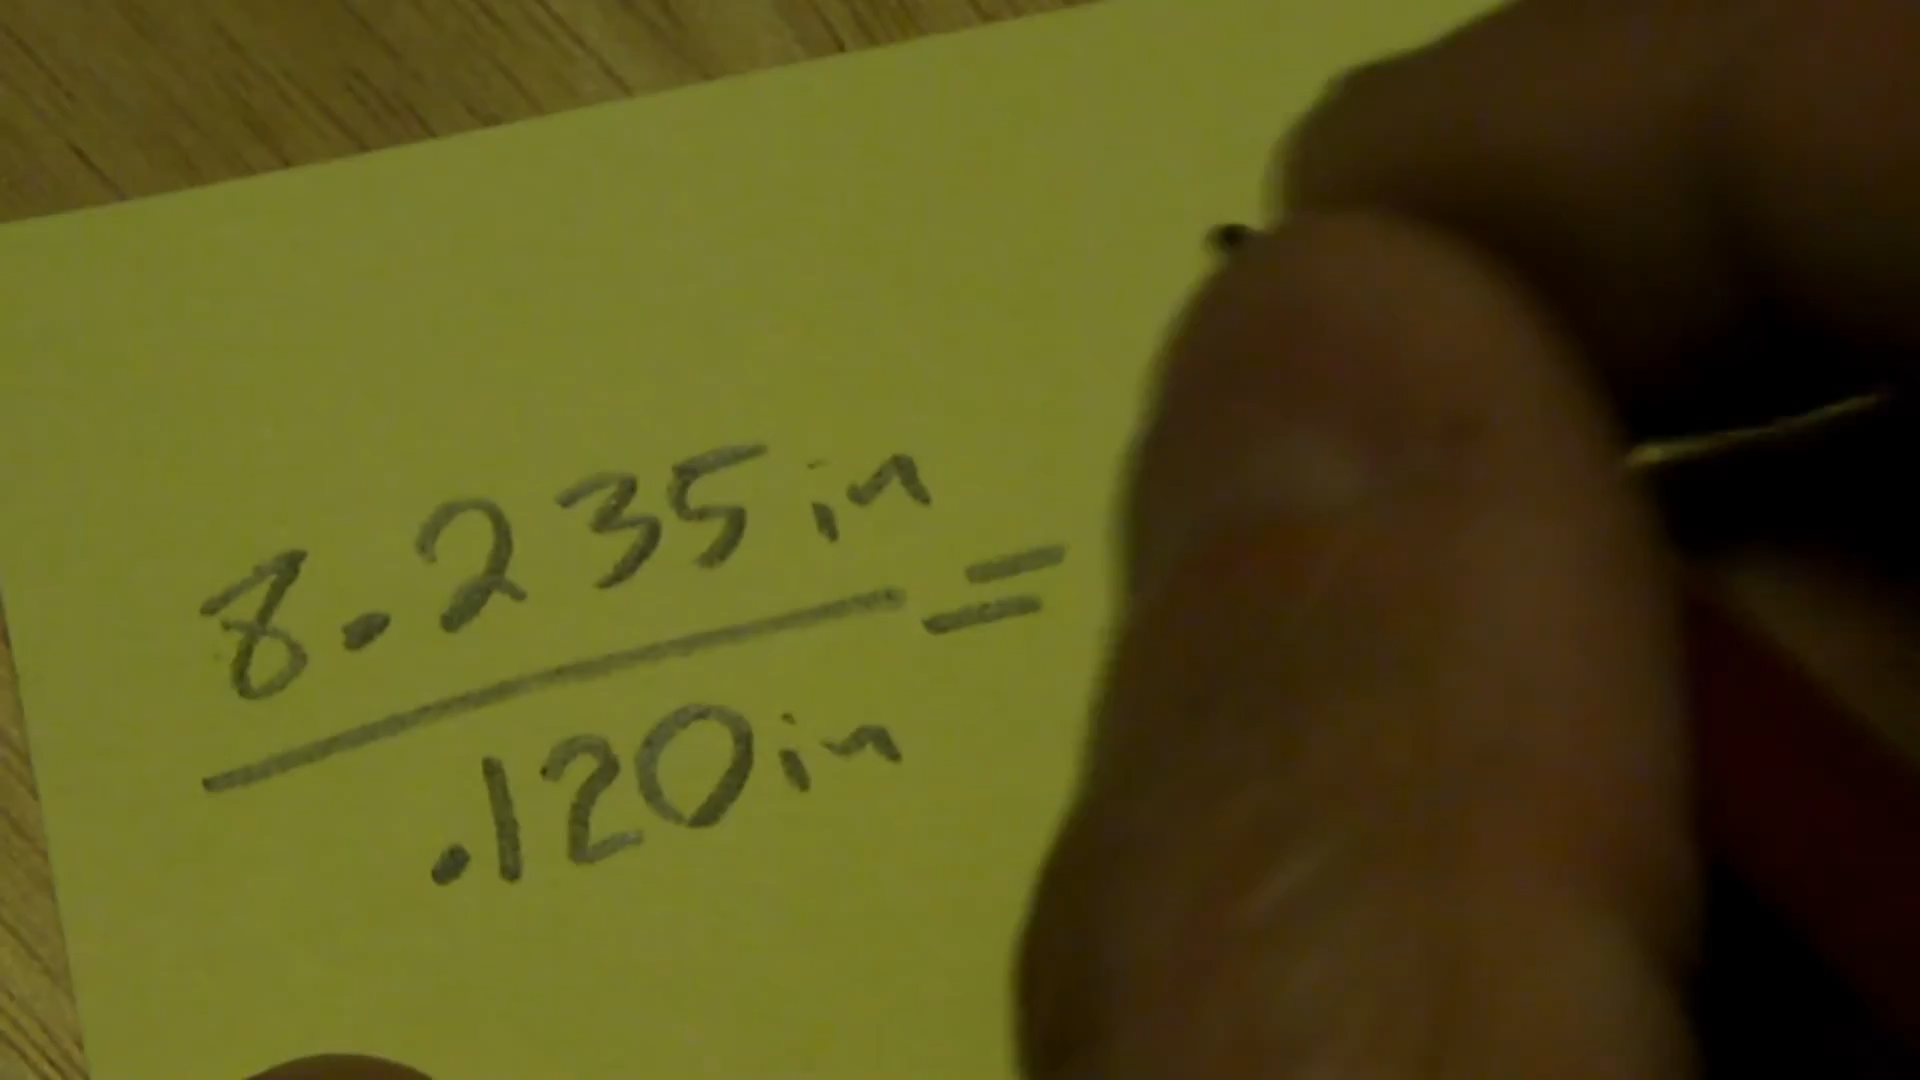 8.235 in
=
.120 in